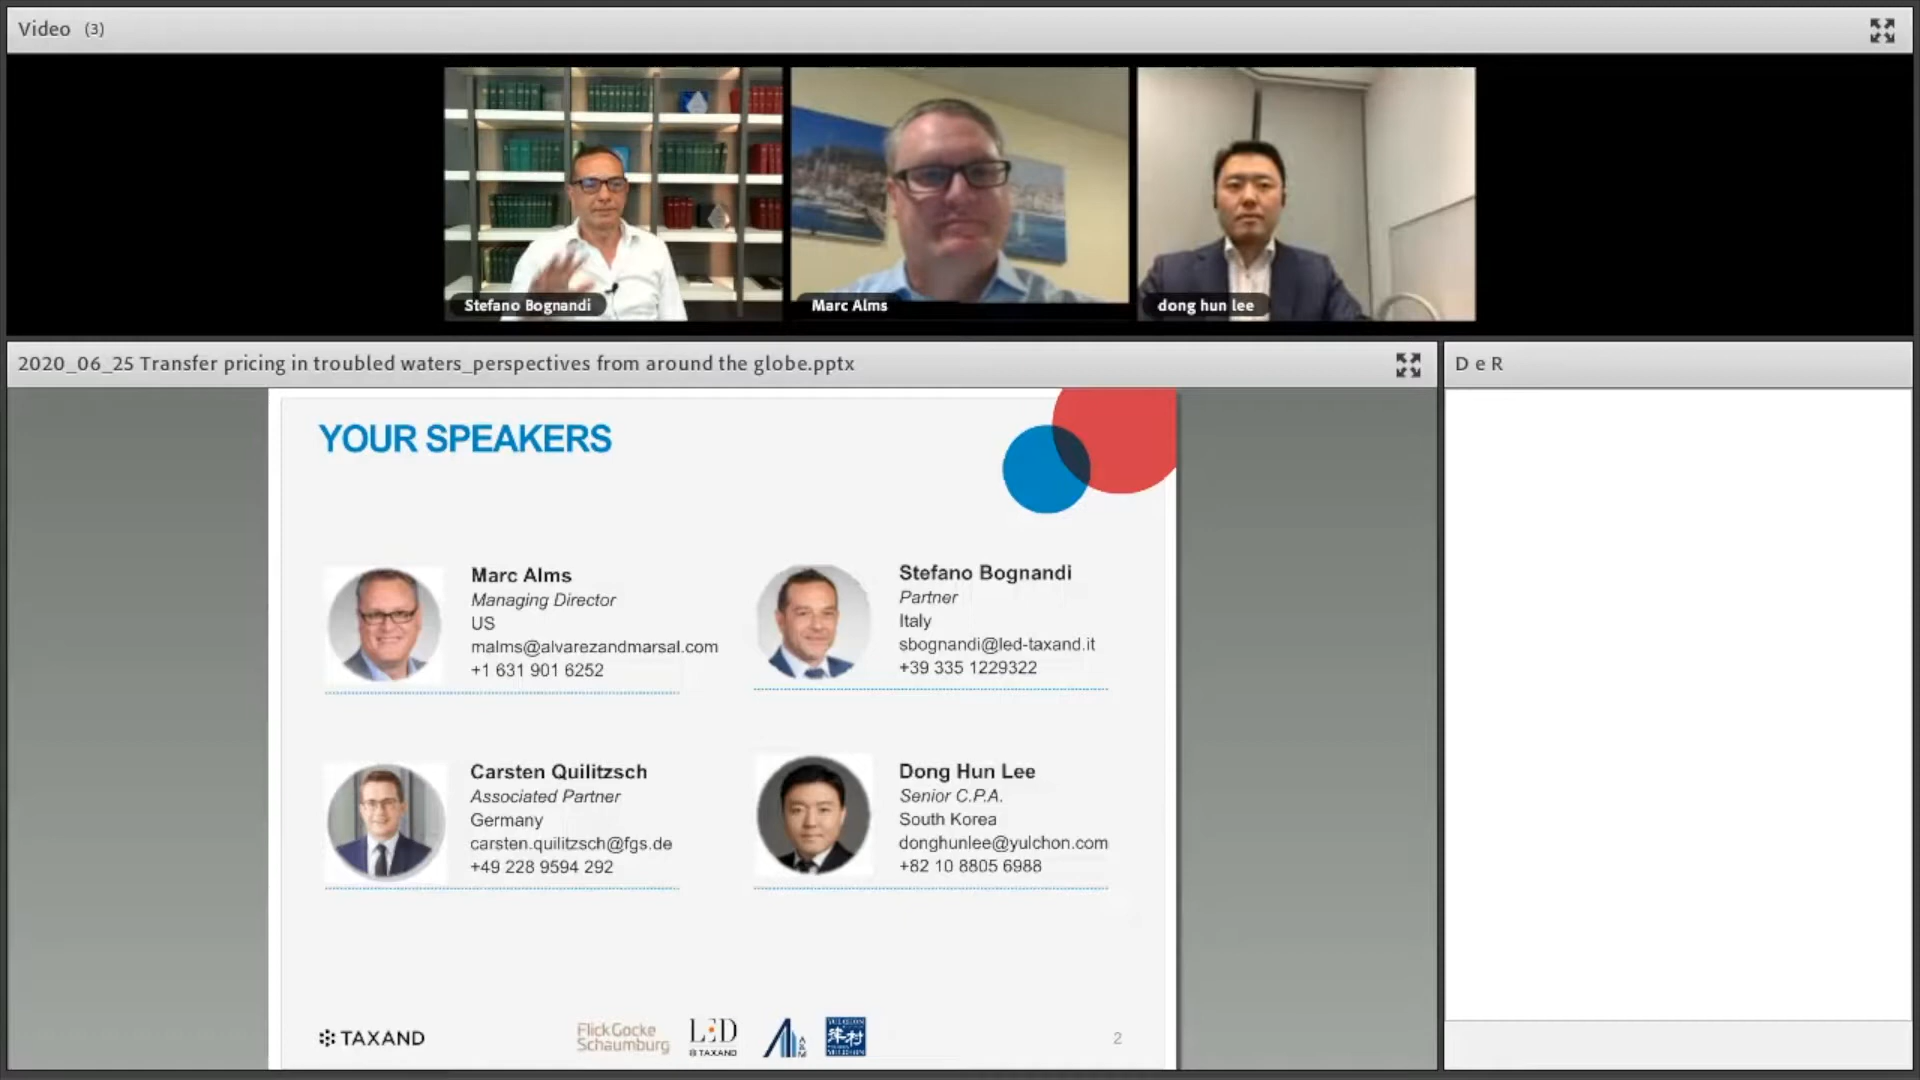 Video (3)
Stefano Bognandi
Marc Alms
dong hun lee
2020_06_25 Transfer pricing in troubled waters_perspectives from around the globe.pptx
D e R
YOUR SPEAKERS
Marc Alms
Managing Director
US
malms@alvarezandmarsal.com
+1 631 901 6252
Stefano Bognandi
Partner
Italy
sbognandi@led-taxand.it
+39 335 1229322
Carsten Quilitzsch
Associated Partner
Germany
carsten.quilitzsch@fgs.de
+49 228 9594 292
Dong Hun Lee
Senior C.P.A.
South Korea
donghunlee@yulchon.com
+82 10 8805 6988
TAXAND
Flick Gocke
Schaumburg
LED
TAXAND
A&M
YULCHON
律村
2